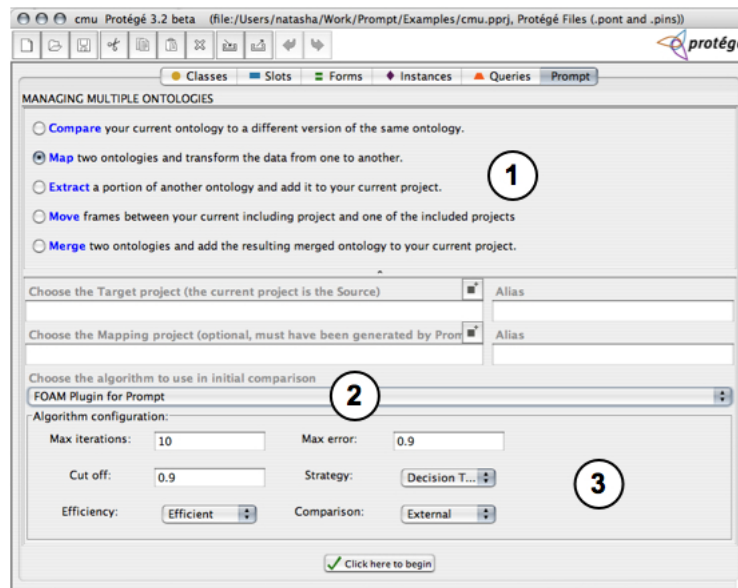 cmu Protégé 3.2 beta (file:/Users/natasha/Work/Prompt/Examples/cmu.pprj, Protégé Files (.pont and .pins))
protégé
Classes Slots Forms Instances Queries Prompt
MANAGING MULTIPLE ONTOLOGIES
Compare your current ontology to a different version of the same ontology.
Map two ontologies and transform the data from one to another.
1
Extract a portion of another ontology and add it to your current project.
Move frames between your current including project and one of the included projects
Merge two ontologies and add the resulting merged ontology to your current project.
Choose the Target project (the current project is the Source) Alias
Choose the Mapping project (optional, must have been generated by Pron Alias
Choose the algorithm to use in initial comparison
2
FOAM Plugin for Prompt
Algorithm configuration:
Max iterations: 10 Max error: 0.9
Cut off: 0.9 Strategy: Decision T...
3
Efficiency: Efficient Comparison: External
Click here to begin